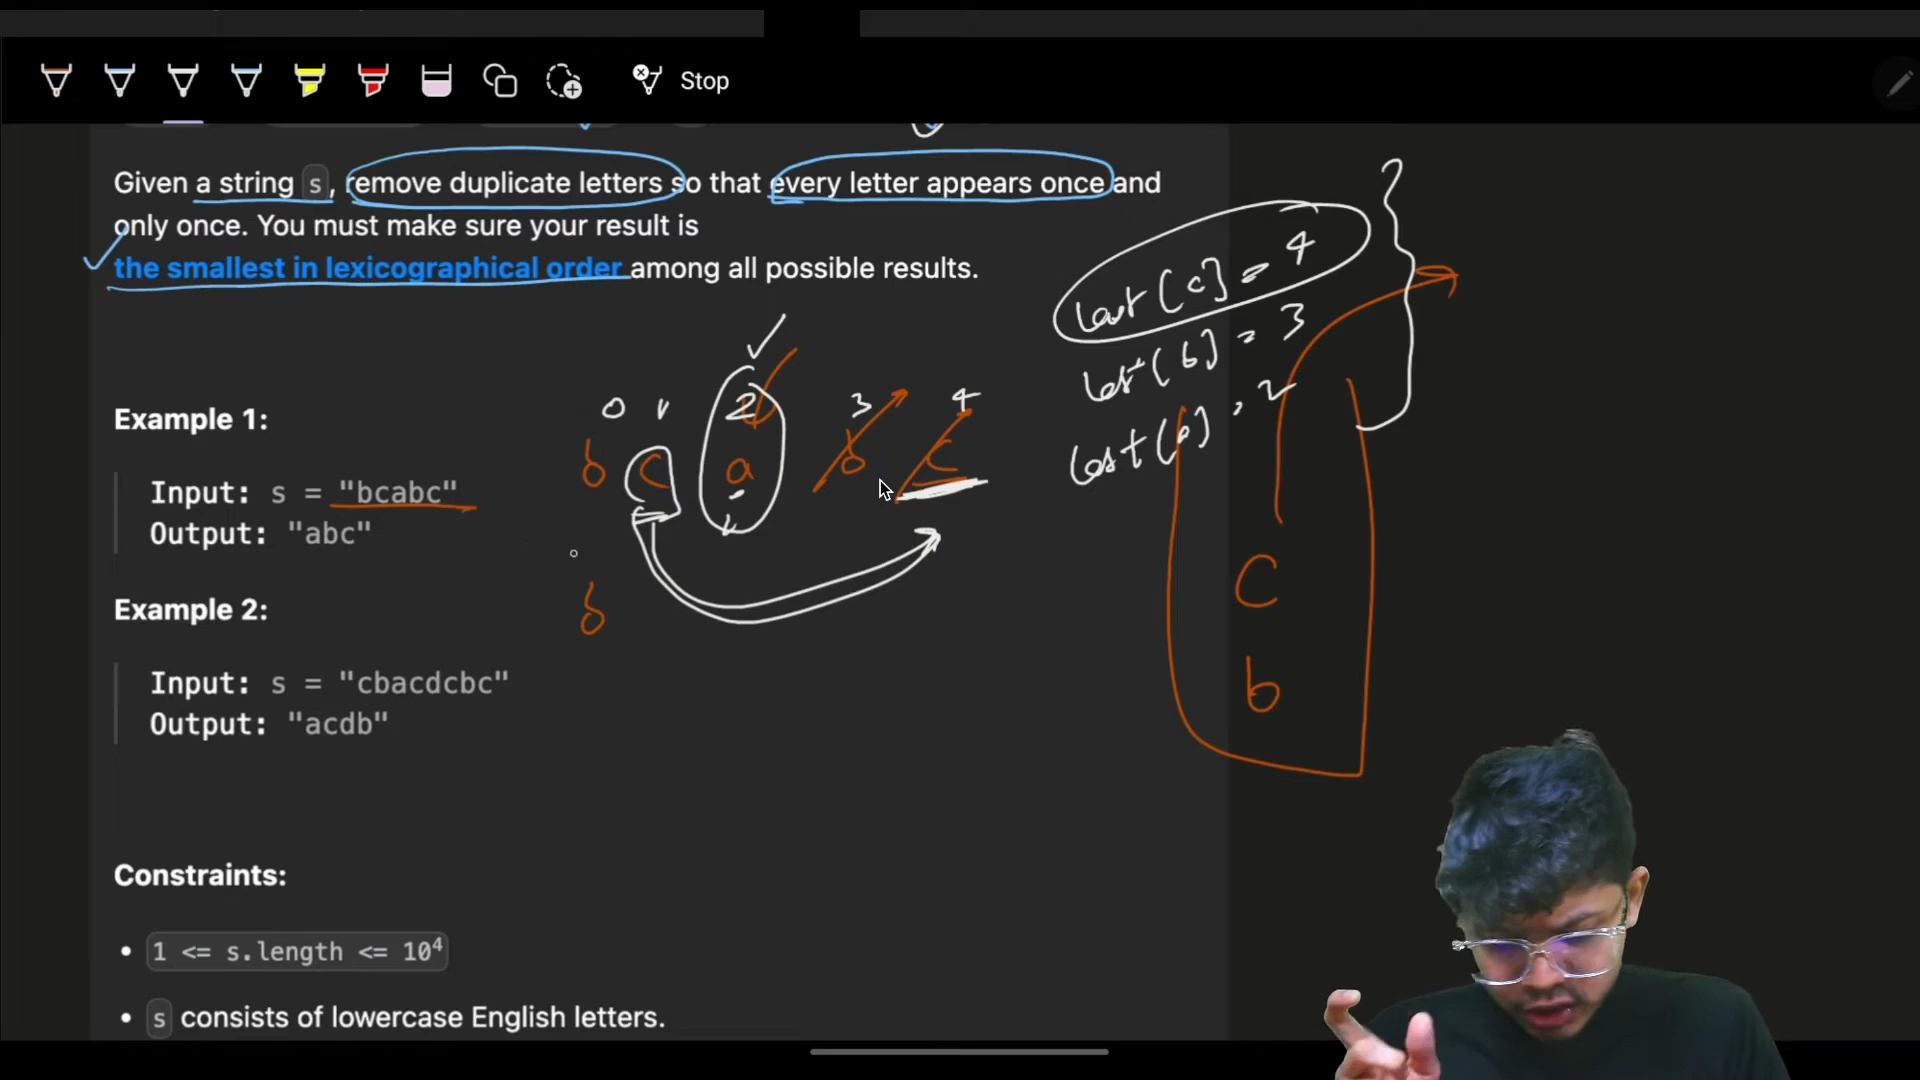 Stop
Given a string s, remove duplicate letters so that every letter appears once and
only once. You must make sure your result is
the smallest in lexicographical order among all possible results.
last[c] = 4
last[b] = 3
last[a] = 2
0 1 2 3 4
b c a b c
Example 1:
Input: s = "bcabc"
Output: "abc"
b
c
b
Example 2:
Input: s = "cbacdcbc"
Output: "acdb"
Constraints:
1 <= s.length <= 10⁴
s consists of lowercase English letters.